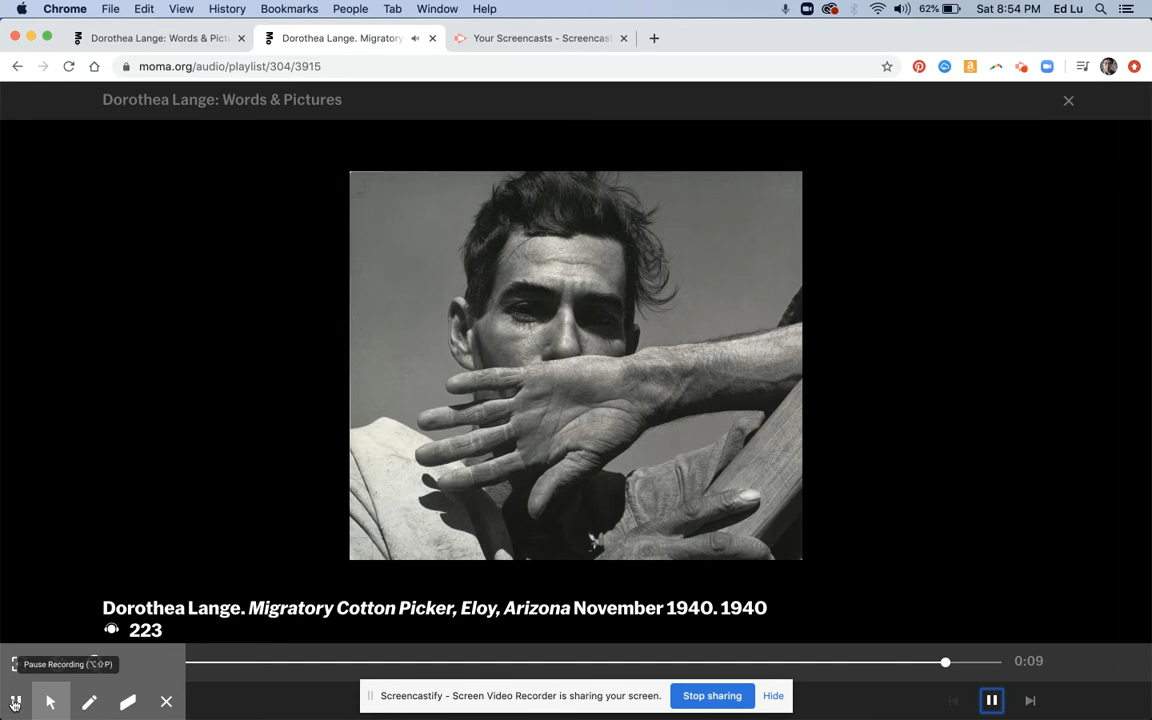 Chrome File Edit View History Bookmarks People Tab Window Help 62% Sat 8:54 PM Ed Lu
Dorothea Lange: Words & Pict
Dorothea Lange. Migratory
Your Screencasts - Screencas
moma.org/audio/playlist/304/3915
Dorothea Lange: Words & Pictures
Dorothea Lange. Migratory Cotton Picker, Eloy, Arizona November 1940. 1940
223
Pause Recording (⌥⇧P)
0:09
Screencastify - Screen Video Recorder is sharing your screen. Stop sharing Hide